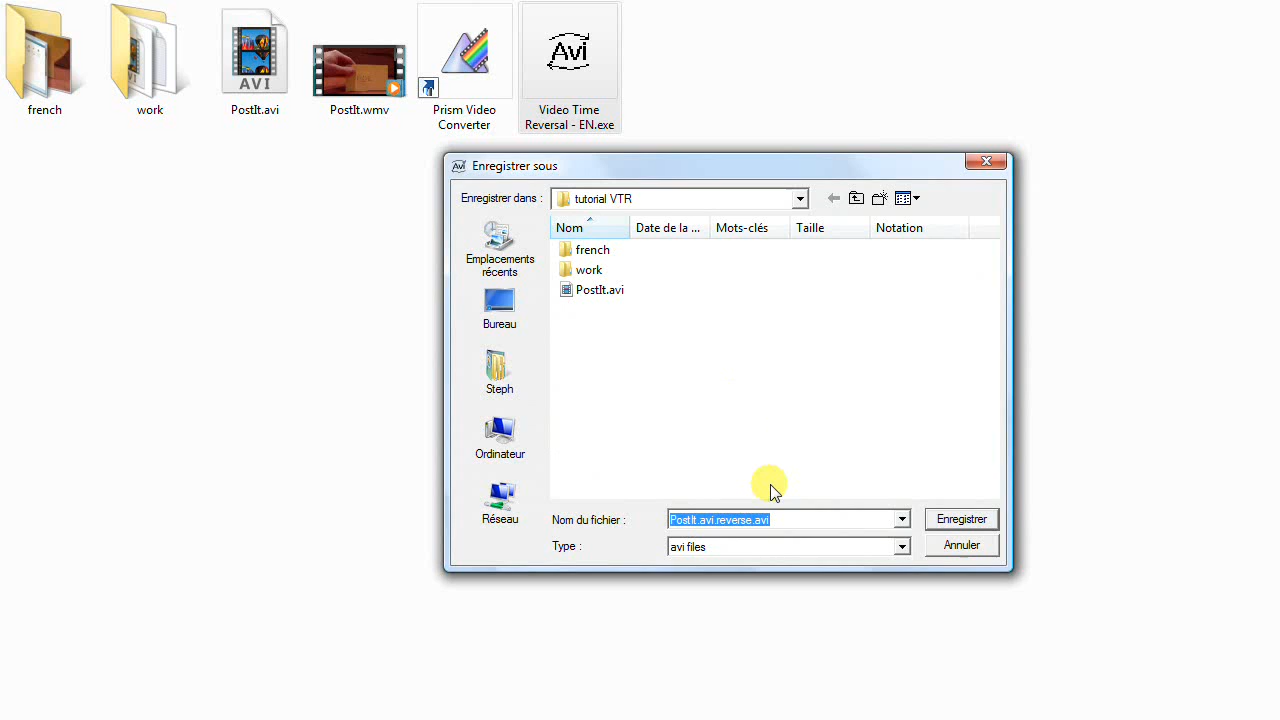 french
work
AVI
PostIt.avi
PostIt.wmv
Prism Video
Converter
Avi
Video Time
Reversal - EN.exe
Avi Enregistrer sous
Enregistrer dans : tutorial VTR
Nom Date de la ... Mots-clés Taille Notation
french
work
PostIt.avi
Emplacements
récents
Bureau
Steph
Ordinateur
Réseau
Nom du fichier : PostIt.avi.reverse.avi Enregistrer
Type : avi files Annuler